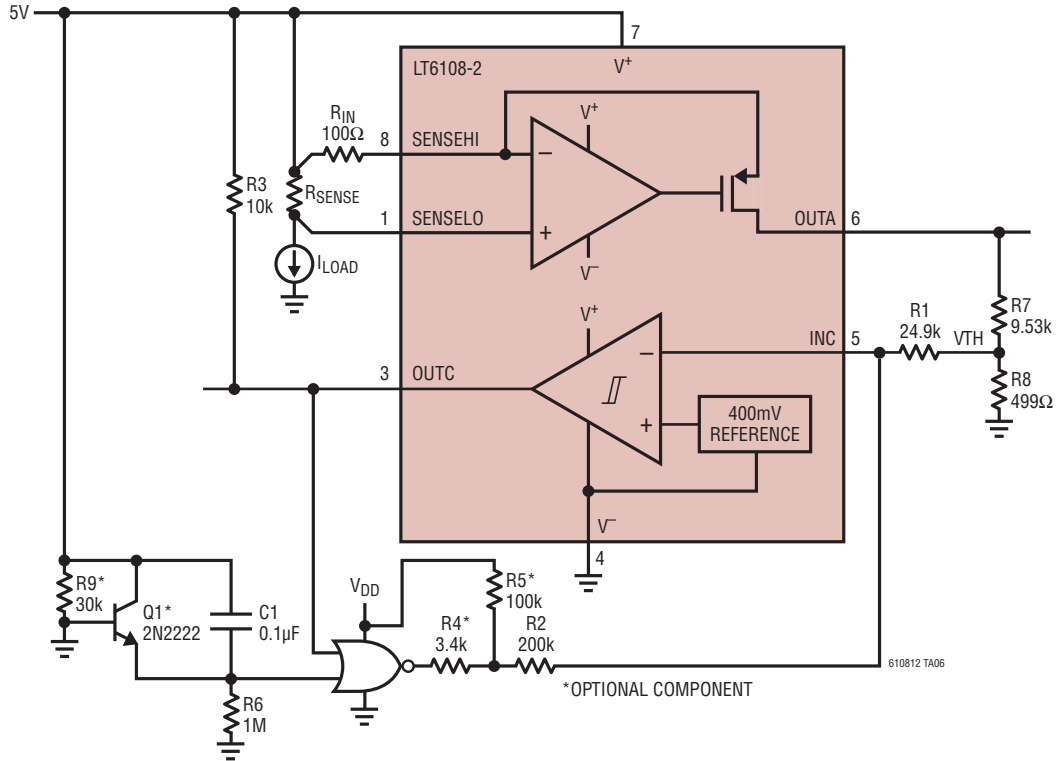 5V
7
V+
LT6108-2
RIN
100Ω
8
SENSEHI
V+
−
R3
10k
RSENSE
1
SENSELO
+
OUTA
6
ILOAD
V−
V+
INC
5
R1
24.9k
VTH
R7
9.53k
−
3
OUTC
400mV
REFERENCE
+
R8
499Ω
V−
4
R9*
30k
Q1*
2N2222
C1
0.1µF
VDD
R5*
100k
R4*
3.4k
R2
200k
610812 TA06
*OPTIONAL COMPONENT
R6
1M